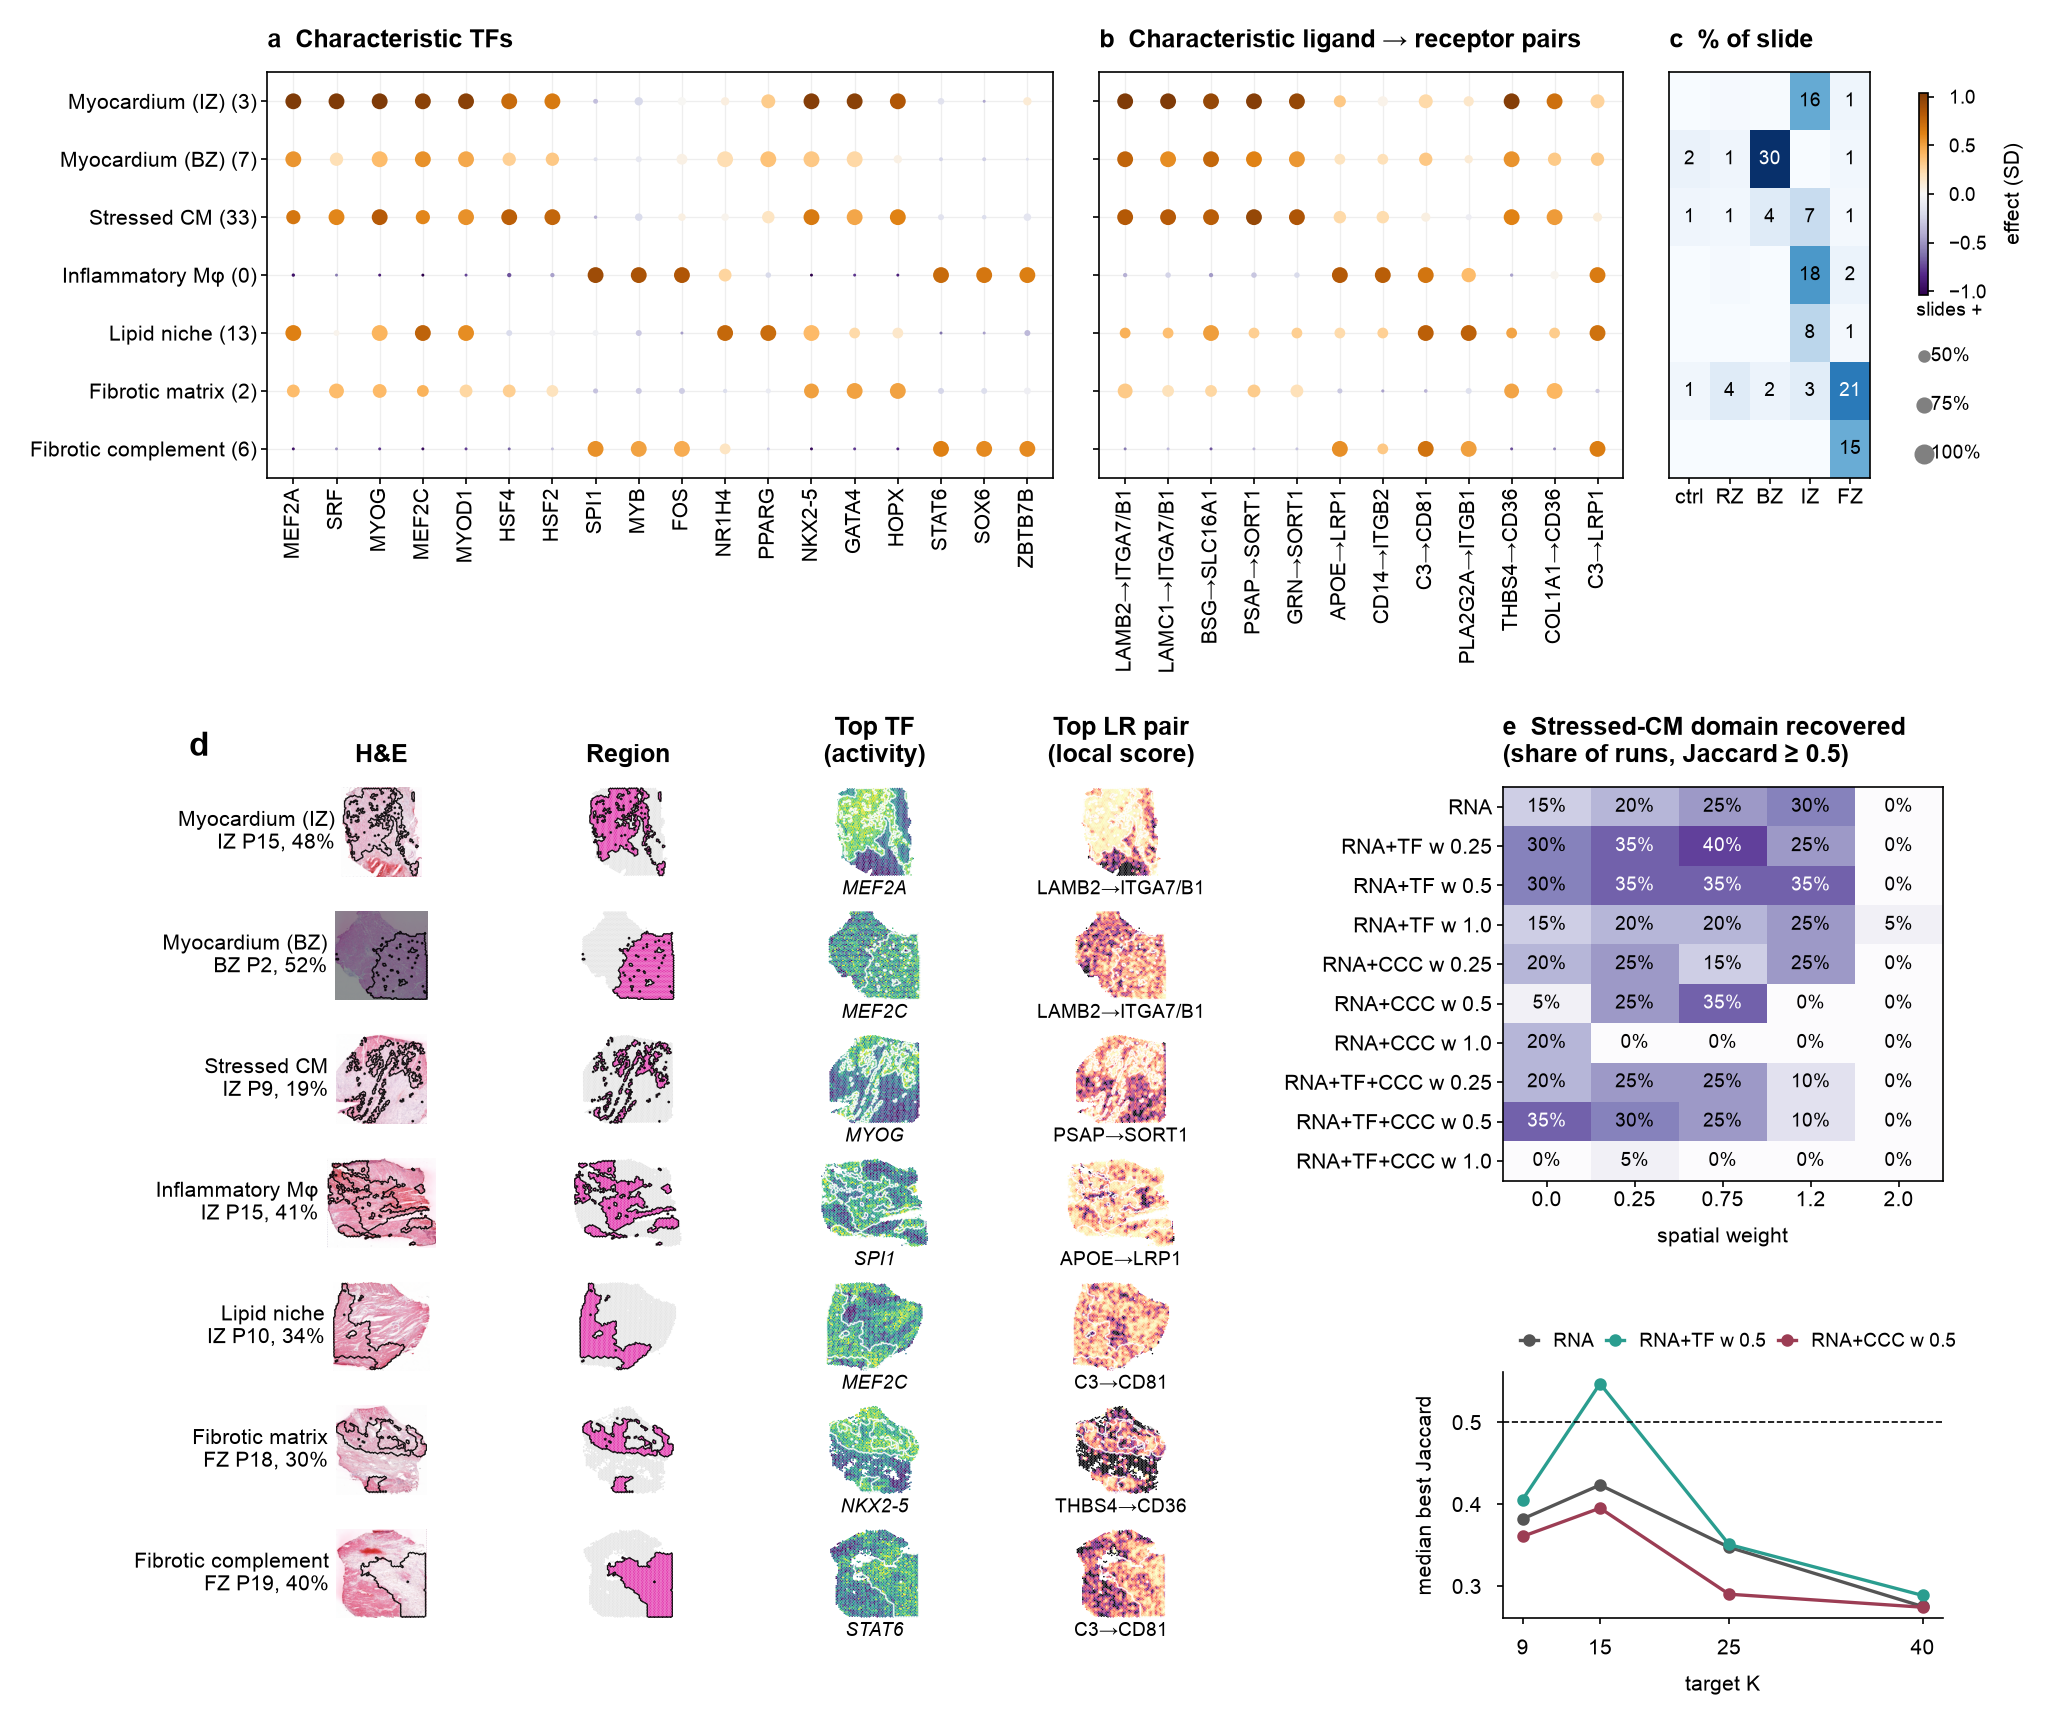 a Characteristic TFs
b Characteristic ligand → receptor pairs
c % of slide
Myocardium (IZ) (3)
Myocardium (BZ) (7)
Stressed CM (33)
Inflammatory Mφ (0)
Lipid niche (13)
Fibrotic matrix (2)
Fibrotic complement (6)
MEF2A
SRF
MYOG
MEF2C
MYOD1
HSF4
HSF2
SPI1
MYB
FOS
NR1H4
PPARG
NKX2-5
GATA4
HOPX
STAT6
SOX6
ZBTB7B
LAMB2→ITGA7/B1
LAMC1→ITGA7/B1
BSG→SLC16A1
PSAP→SORT1
GRN→SORT1
APOE→LRP1
CD14→ITGB2
C3→CD81
PLA2G2A→ITGB1
THBS4→CD36
COL1A1→CD36
C3→LRP1
16 1
2 1 30 1
1 1 4 7 1
18 2
8 1
1 4 2 3 21
15
ctrl RZ BZ IZ FZ
1.0
0.5
0.0
−0.5
−1.0
effect (SD)
slides +
50%
75%
100%
d
H&E
Region
Top TF
(activity)
Top LR pair
(local score)
Myocardium (IZ)
IZ P15, 48%
MEF2A
LAMB2→ITGA7/B1
Myocardium (BZ)
BZ P2, 52%
MEF2C
LAMB2→ITGA7/B1
Stressed CM
IZ P9, 19%
MYOG
PSAP→SORT1
Inflammatory Mφ
IZ P15, 41%
SPI1
APOE→LRP1
Lipid niche
IZ P10, 34%
MEF2C
C3→CD81
Fibrotic matrix
FZ P18, 30%
NKX2-5
THBS4→CD36
Fibrotic complement
FZ P19, 40%
STAT6
C3→CD81
e Stressed-CM domain recovered
(share of runs, Jaccard ≥ 0.5)
RNA 15% 20% 25% 30% 0%
RNA+TF w 0.25 30% 35% 40% 25% 0%
RNA+TF w 0.5 30% 35% 35% 35% 0%
RNA+TF w 1.0 15% 20% 20% 25% 5%
RNA+CCC w 0.25 20% 25% 15% 25% 0%
RNA+CCC w 0.5 5% 25% 35% 0% 0%
RNA+CCC w 1.0 20% 0% 0% 0% 0%
RNA+TF+CCC w 0.25 20% 25% 25% 10% 0%
RNA+TF+CCC w 0.5 35% 30% 25% 10% 0%
RNA+TF+CCC w 1.0 0% 5% 0% 0% 0%
0.0 0.25 0.75 1.2 2.0
spatial weight
RNA RNA+TF w 0.5 RNA+CCC w 0.5
median best Jaccard
0.5
0.4
0.3
9 15 25 40
target K